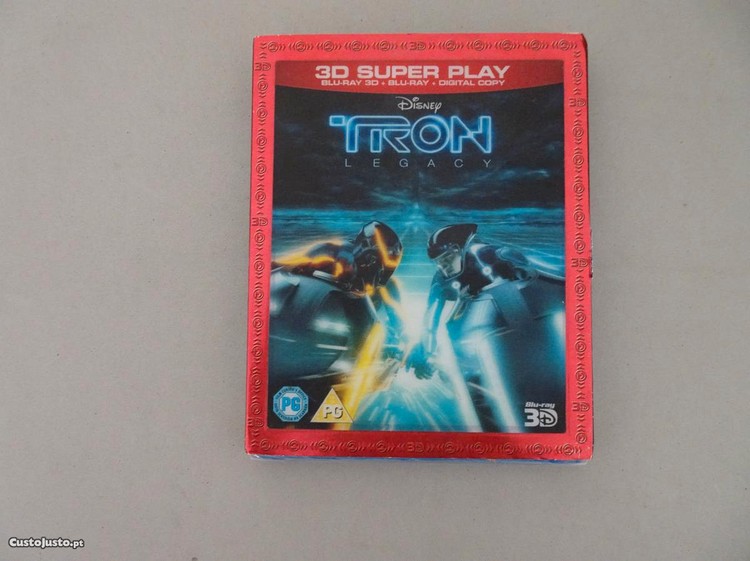 3D SUPER PLAY
BLU-RAY 3D + BLU-RAY + DIGITAL COPY
Disney
TRON
LEGACY
PG
PG
Blu-ray
3D
CustoJusto.pt